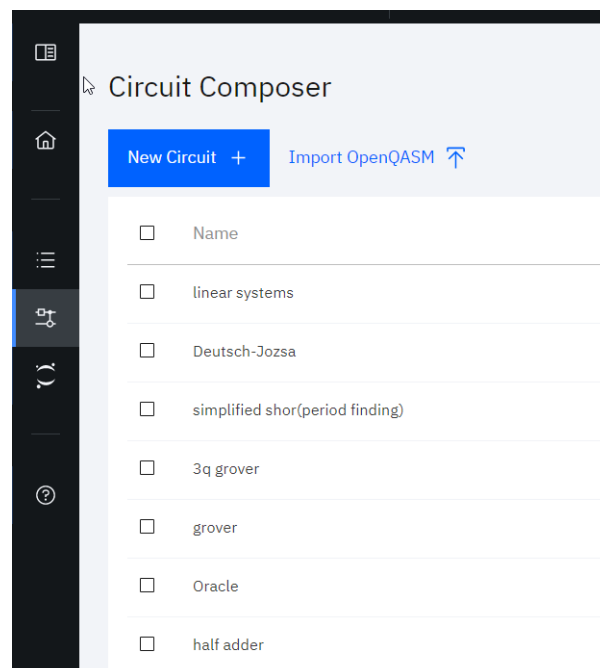 Circuit Composer
New Circuit +
Import OpenQASM
Name
linear systems
Deutsch-Jozsa
simplified shor(period finding)
3q grover
grover
Oracle
half adder